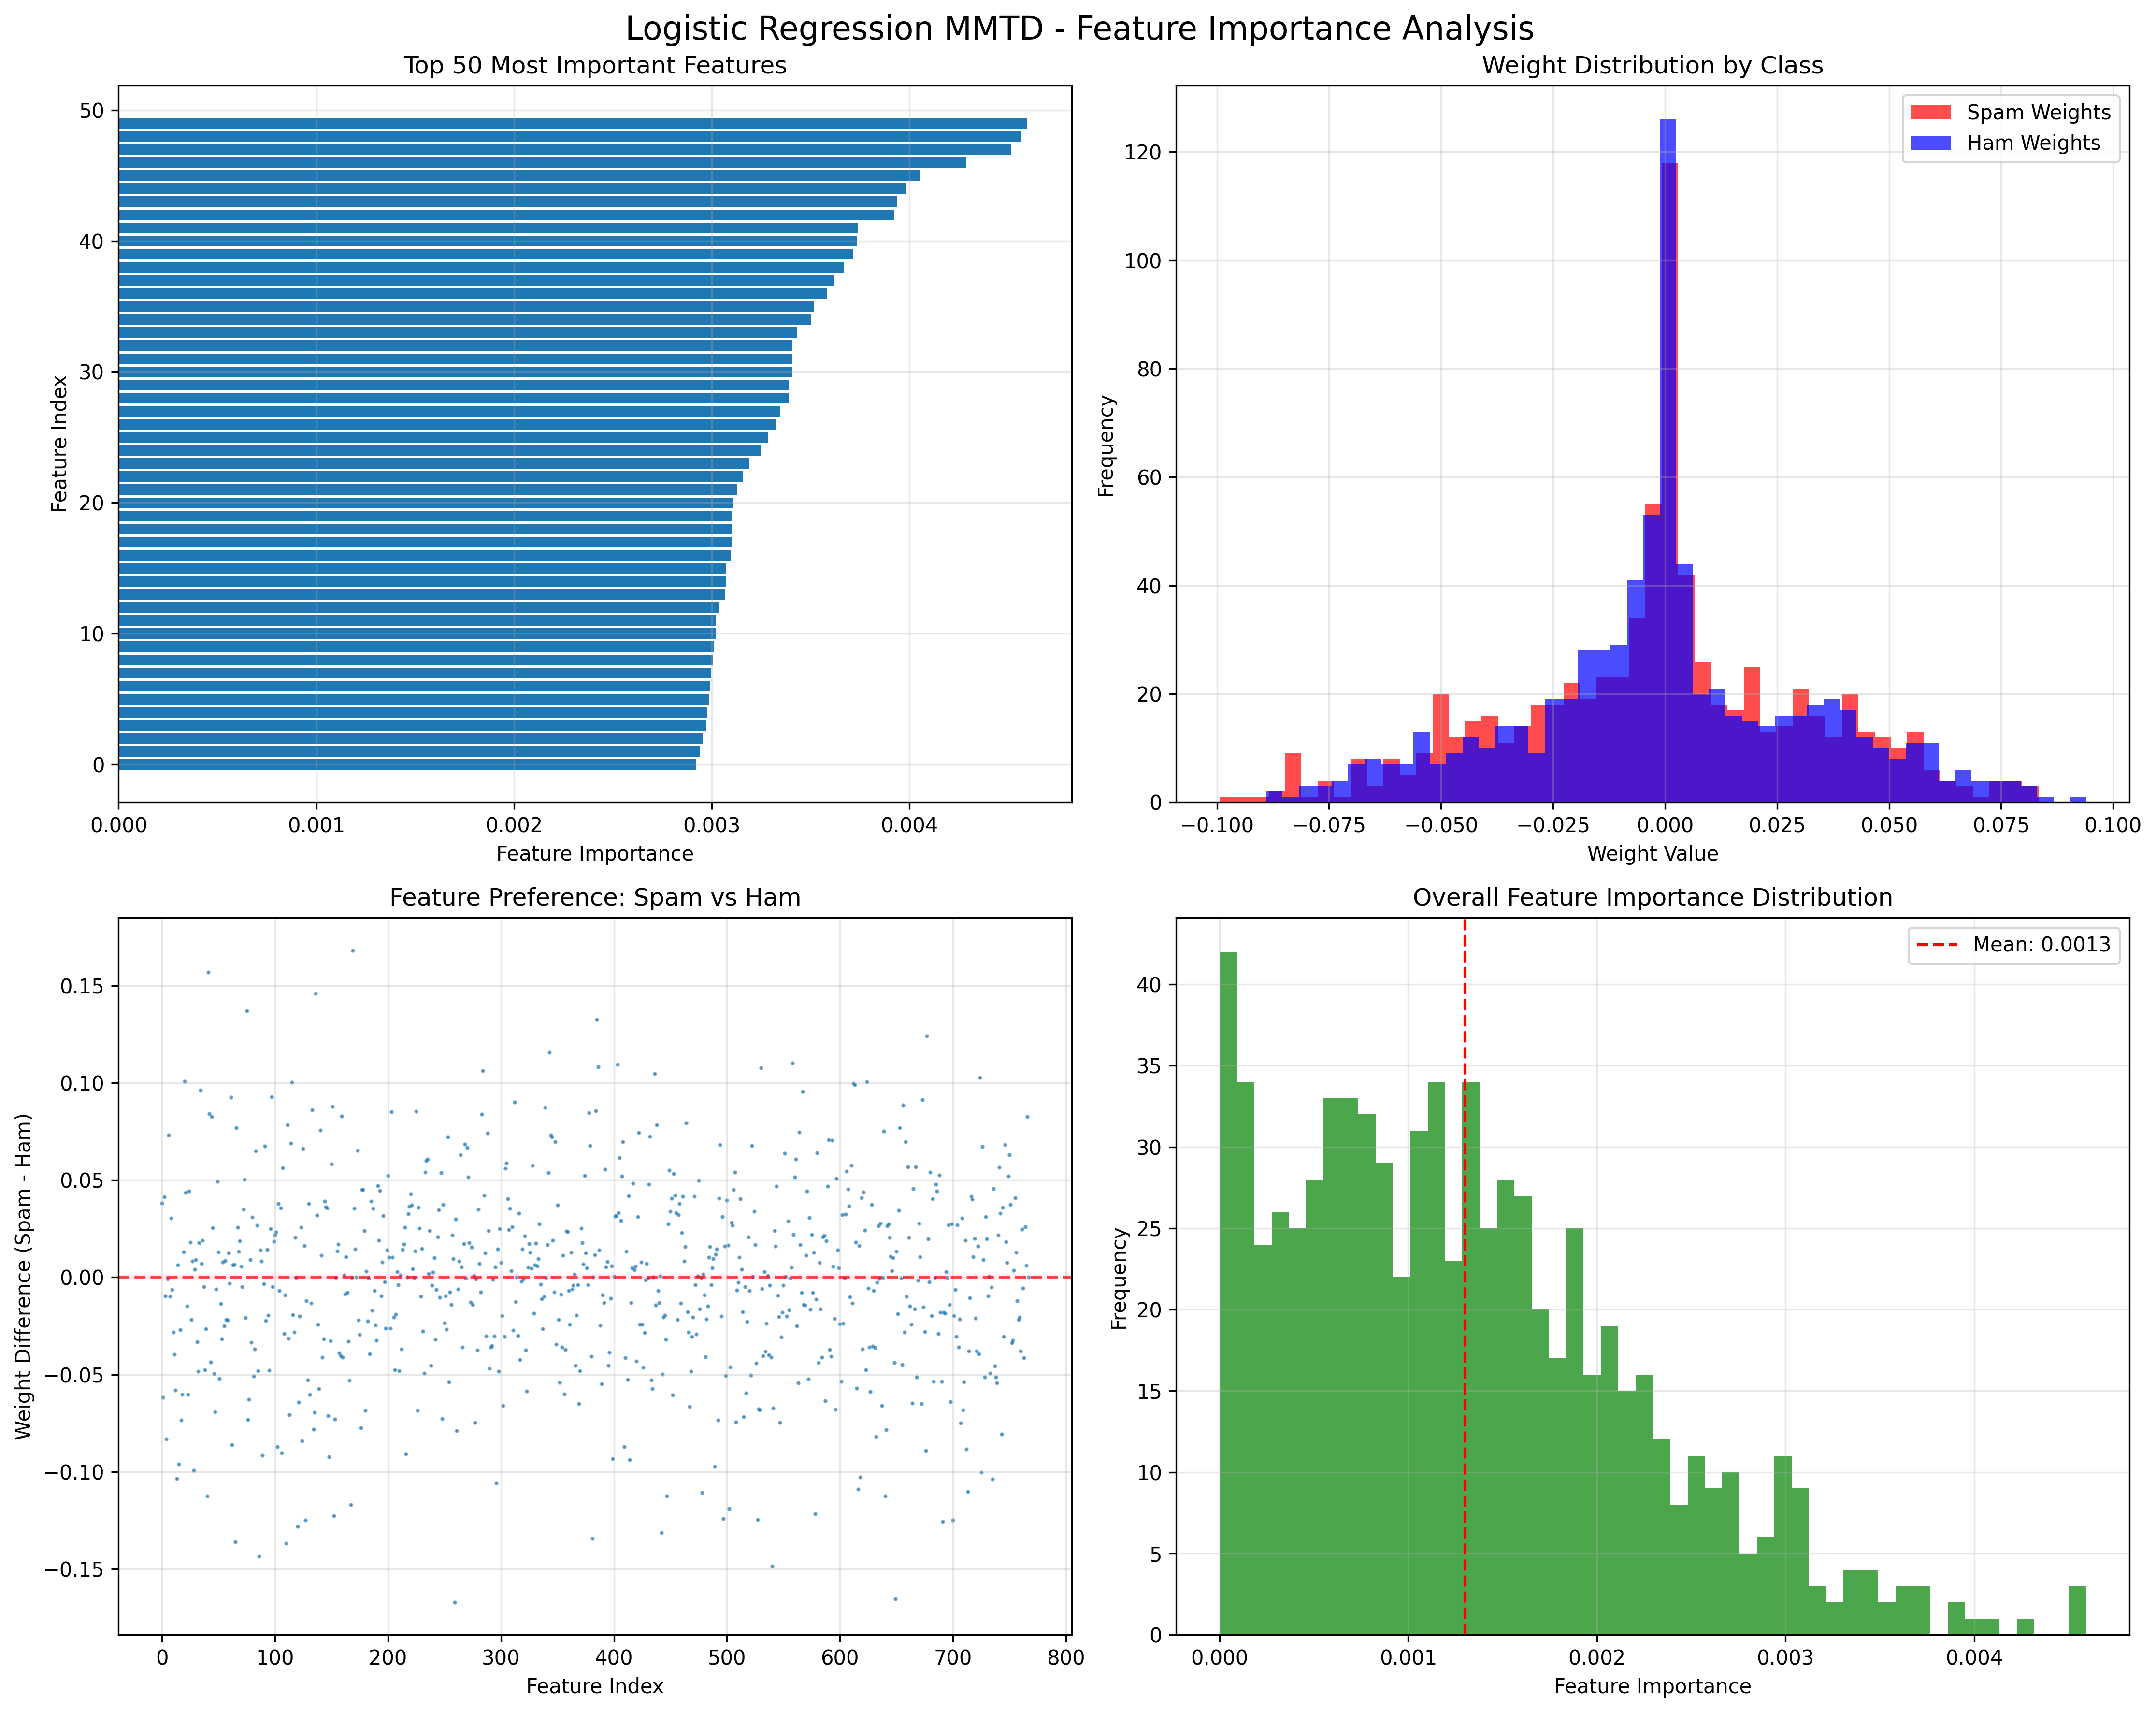 Logistic Regression MMTD - Feature Importance Analysis
Top 50 Most Important Features
50
40
30
20
10
0
Feature Index
0.000 0.001 0.002 0.003 0.004
Feature Importance
Weight Distribution by Class
Spam Weights
Ham Weights
120
100
80
60
40
20
0
Frequency
−0.100 −0.075 −0.050 −0.025 0.000 0.025 0.050 0.075 0.100
Weight Value
Feature Preference: Spam vs Ham
0.15
0.10
0.05
0.00
−0.05
−0.10
−0.15
Weight Difference (Spam - Ham)
0 100 200 300 400 500 600 700 800
Feature Index
Overall Feature Importance Distribution
Mean: 0.0013
40
35
30
25
20
15
10
5
0
Frequency
0.000 0.001 0.002 0.003 0.004
Feature Importance